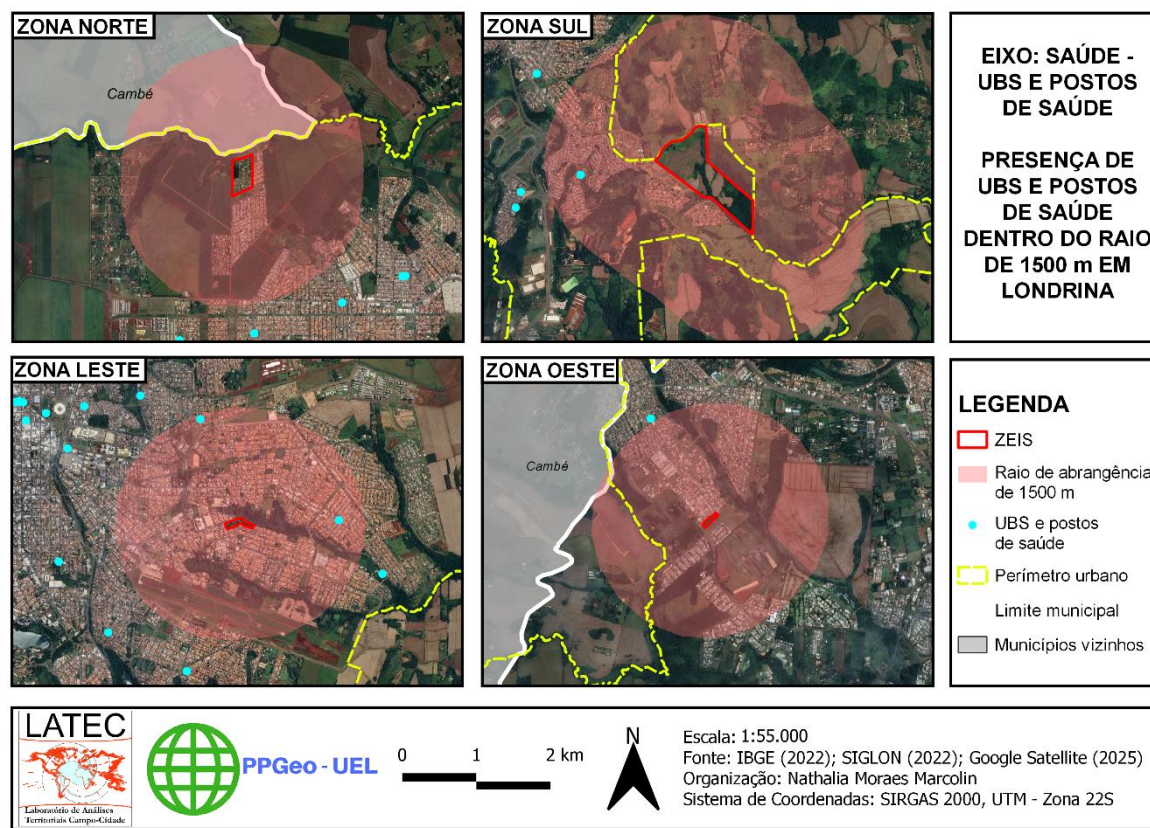 ZONA NORTE
Cambé
ZONA SUL
EIXO: SAÚDE -
UBS E POSTOS
DE SAÚDE
PRESENÇA DE
UBS E POSTOS
DE SAÚDE
DENTRO DO RAIO
DE 1500 m EM
LONDRINA
ZONA LESTE
ZONA OESTE
Cambé
LEGENDA
ZEIS
Raio de abrangência
de 1500 m
UBS e postos
de saúde
Perímetro urbano
Limite municipal
Municípios vizinhos
LATEC
Laboratório de Análises
Territoriais Campo-Cidade
PPGeo - UEL
0 1 2 km
N
Escala: 1:55.000
Fonte: IBGE (2022); SIGLON (2022); Google Satellite (2025)
Organização: Nathalia Moraes Marcolin
Sistema de Coordenadas: SIRGAS 2000, UTM - Zona 22S